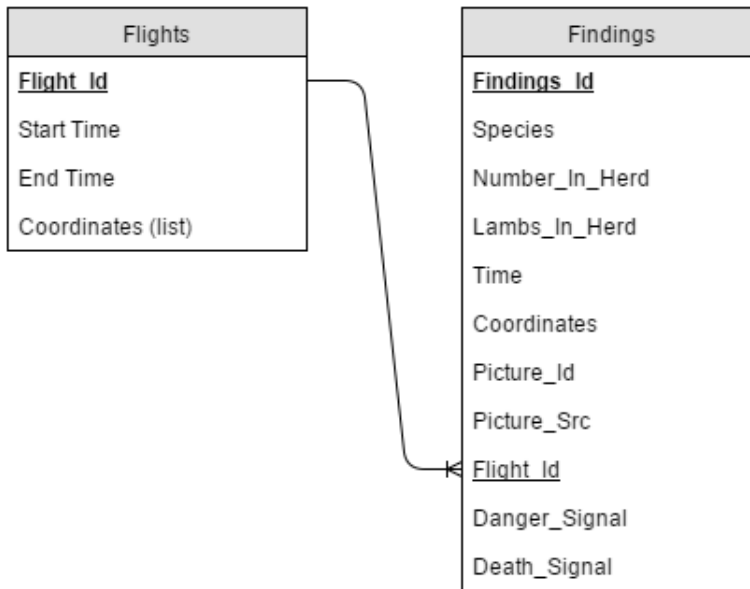 Flights
Flight_Id
Start Time
End Time
Coordinates (list)
Findings
Findings_Id
Species
Number_In_Herd
Lambs_In_Herd
Time
Coordinates
Picture_Id
Picture_Src
Flight_Id
Danger_Signal
Death_Signal